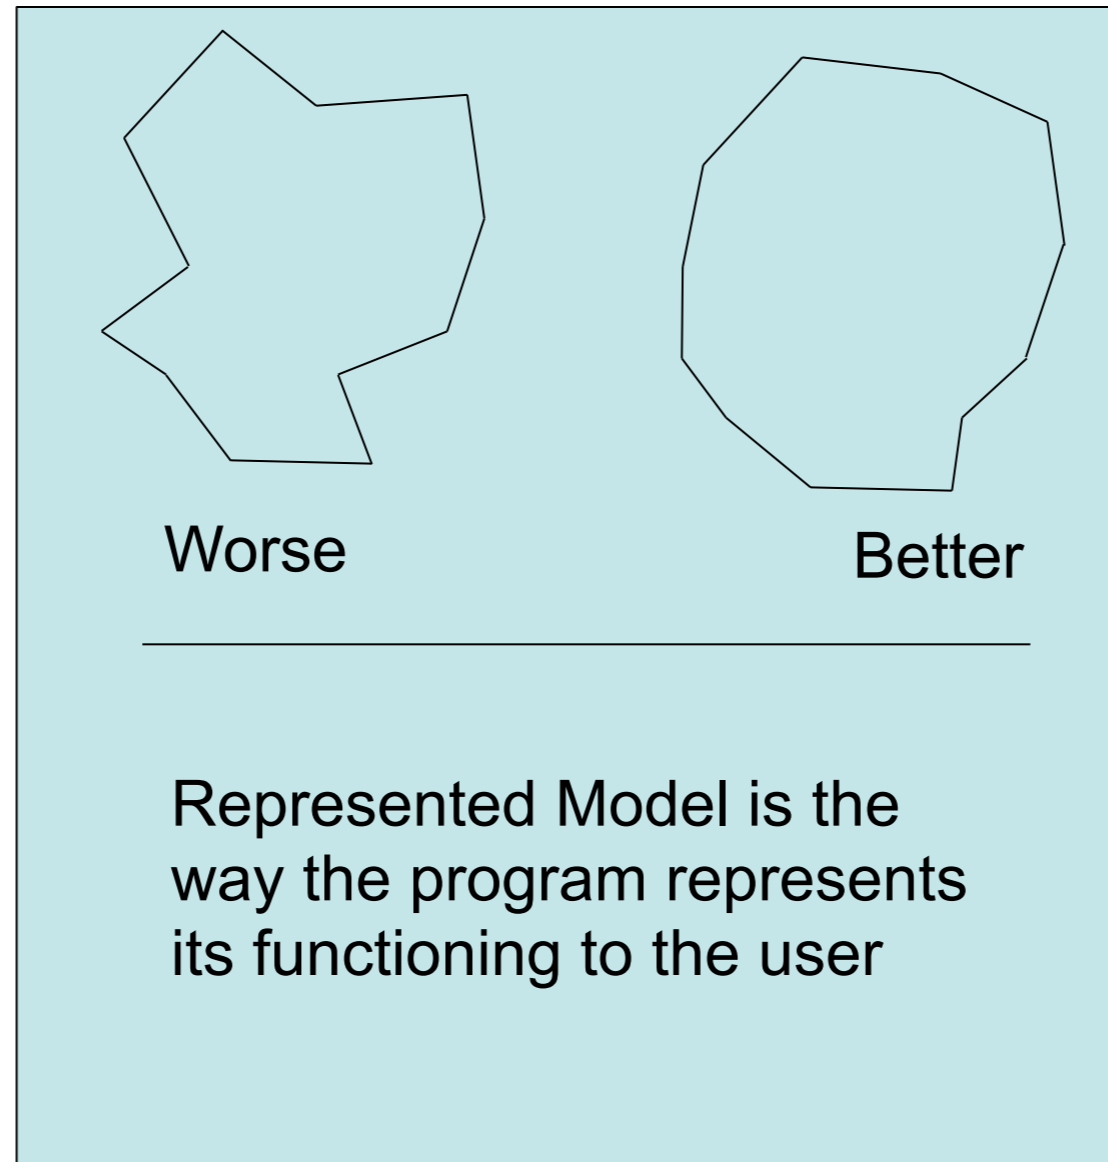 Worse
Better
Represented Model is the
way the program represents
its functioning to the user